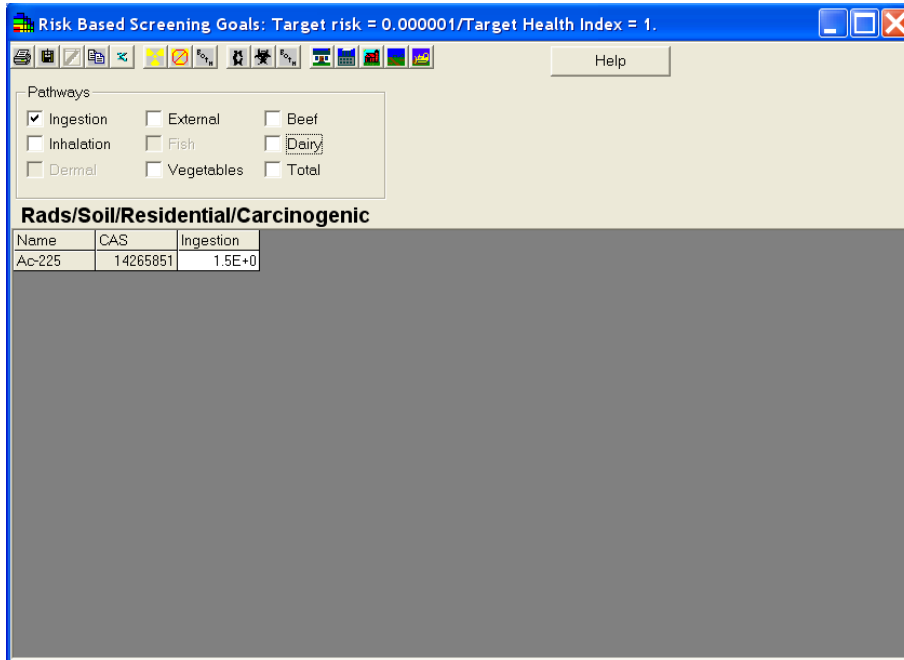 Risk Based Screening Goals: Target risk = 0.000001/Target Health Index = 1.
Help
Pathways
Ingestion External Beef
Inhalation Fish Dairy
Dermal Vegetables Total
Rads/Soil/Residential/Carcinogenic
Name CAS Ingestion
Ac-225 14265851 1.5E+0